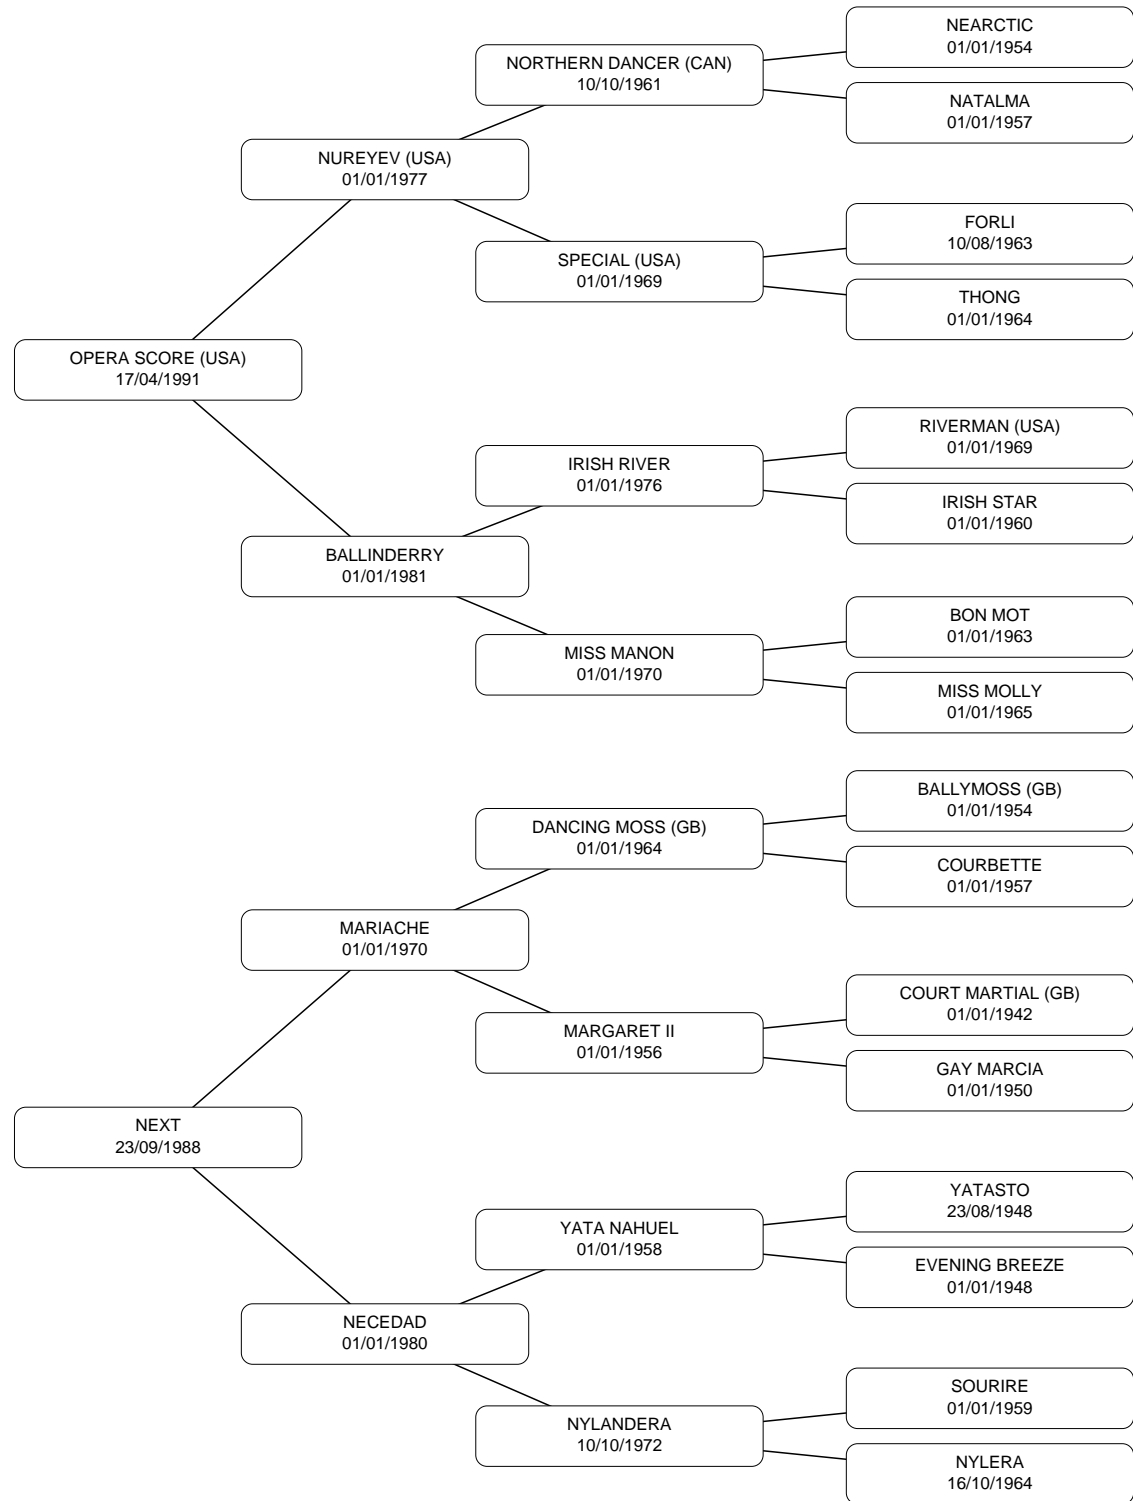 NEARCTIC
01/01/1954
NORTHERN DANCER (CAN)
10/10/1961
NATALMA
01/01/1957
NUREYEV (USA)
01/01/1977
FORLI
10/08/1963
SPECIAL (USA)
01/01/1969
THONG
01/01/1964
OPERA SCORE (USA)
17/04/1991
RIVERMAN (USA)
01/01/1969
IRISH RIVER
01/01/1976
IRISH STAR
01/01/1960
BALLINDERRY
01/01/1981
BON MOT
01/01/1963
MISS MANON
01/01/1970
MISS MOLLY
01/01/1965
BALLYMOSS (GB)
01/01/1954
DANCING MOSS (GB)
01/01/1964
COURBETTE
01/01/1957
MARIACHE
01/01/1970
COURT MARTIAL (GB)
01/01/1942
MARGARET II
01/01/1956
GAY MARCIA
01/01/1950
NEXT
23/09/1988
YATASTO
23/08/1948
YATA NAHUEL
01/01/1958
EVENING BREEZE
01/01/1948
NECEDAD
01/01/1980
SOURIRE
01/01/1959
NYLANDERA
10/10/1972
NYLERA
16/10/1964